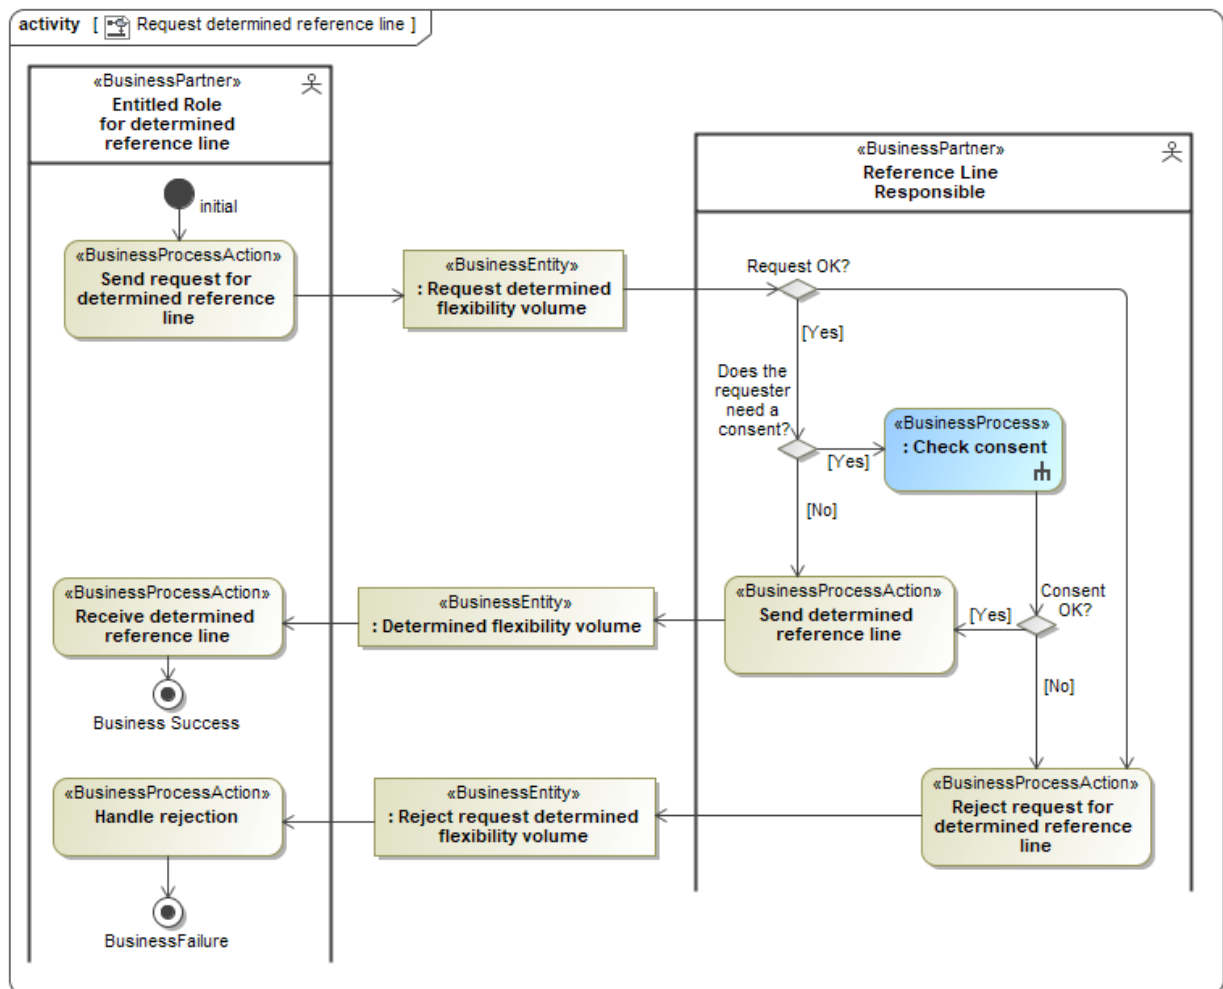 activity [ Request determined reference line ]
«BusinessPartner»
Entitled Role
for determined
reference line
«BusinessPartner»
Reference Line
Responsible
initial
«BusinessProcessAction»
Send request for
determined reference
line
«BusinessEntity»
: Request determined
flexibility volume
Request OK?
[Yes]
Does the
requester
need a
consent?
[Yes]
«BusinessProcess»
: Check consent
[No]
«BusinessProcessAction»
Receive determined
reference line
«BusinessEntity»
: Determined flexibility volume
«BusinessProcessAction»
Send determined
reference line
[Yes]
Consent
OK?
[No]
Business Success
«BusinessProcessAction»
Handle rejection
«BusinessEntity»
: Reject request determined
flexibility volume
«BusinessProcessAction»
Reject request for
determined reference
line
BusinessFailure